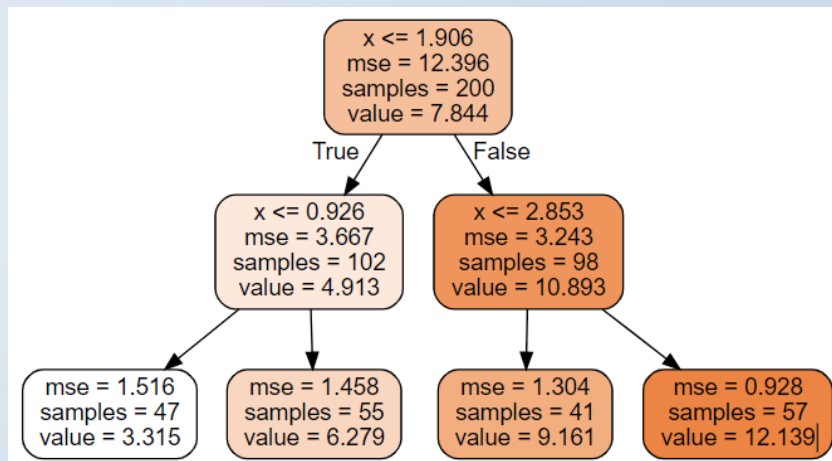 x <= 1.906
mse = 12.396
samples = 200
value = 7.844
True
False
x <= 0.926
mse = 3.667
samples = 102
value = 4.913
x <= 2.853
mse = 3.243
samples = 98
value = 10.893
mse = 1.516
samples = 47
value = 3.315
mse = 1.458
samples = 55
value = 6.279
mse = 1.304
samples = 41
value = 9.161
mse = 0.928
samples = 57
value = 12.139